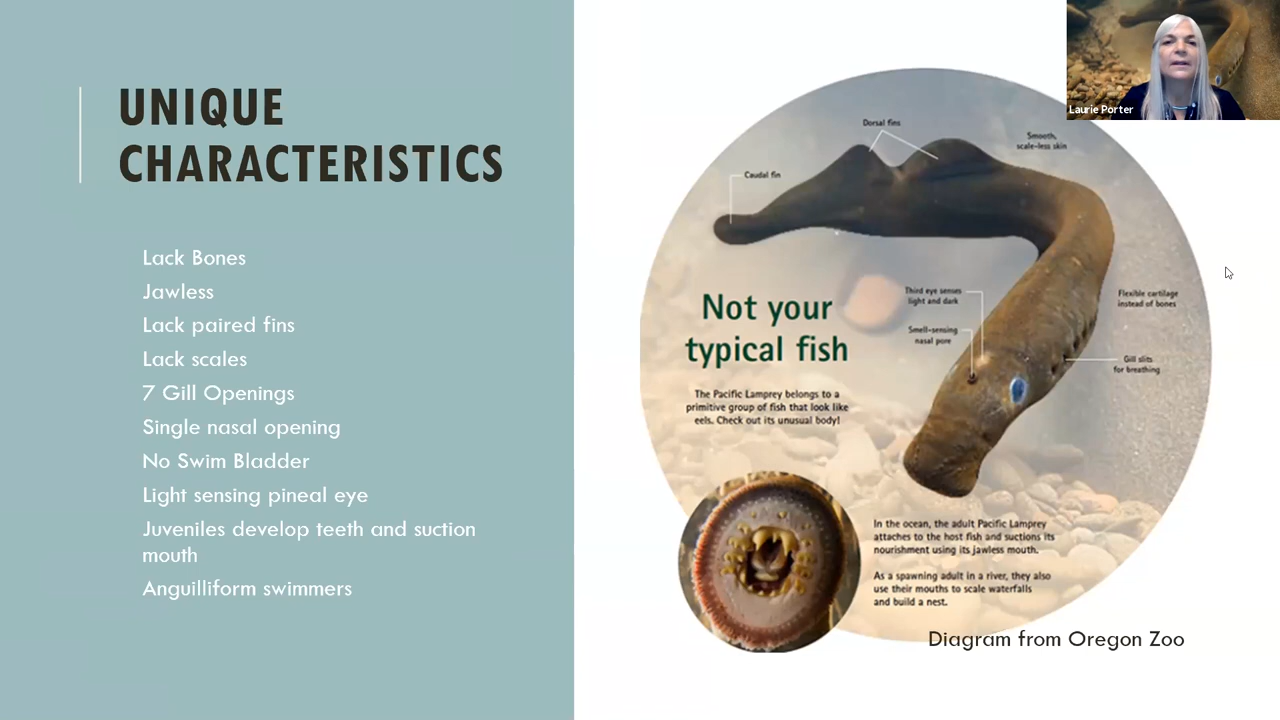 UNIQUE
CHARACTERISTICS
Lack Bones
Jawless
Lack paired fins
Lack scales
7 Gill Openings
Single nasal opening
No Swim Bladder
Light sensing pineal eye
Juveniles develop teeth and suction
mouth
Anguilliform swimmers
Laurie Porter
Dorsal fins
Smooth,
scale-less skin
Caudal fin
Third eye senses
light and dark
Flexible cartilage
instead of bones
Smell-sensing
nasal pore
Gill slits
for breathing
Not your
typical fish
The Pacific Lamprey belongs to a
primitive group of fish that look like
eels. Check out its unusual body!
In the ocean, the adult Pacific Lamprey
attaches to the host fish and suctions its
nourishment using its jawless mouth.
As a spawning adult in a river, they also
use their mouths to scale waterfalls
and build a nest.
Diagram from Oregon Zoo